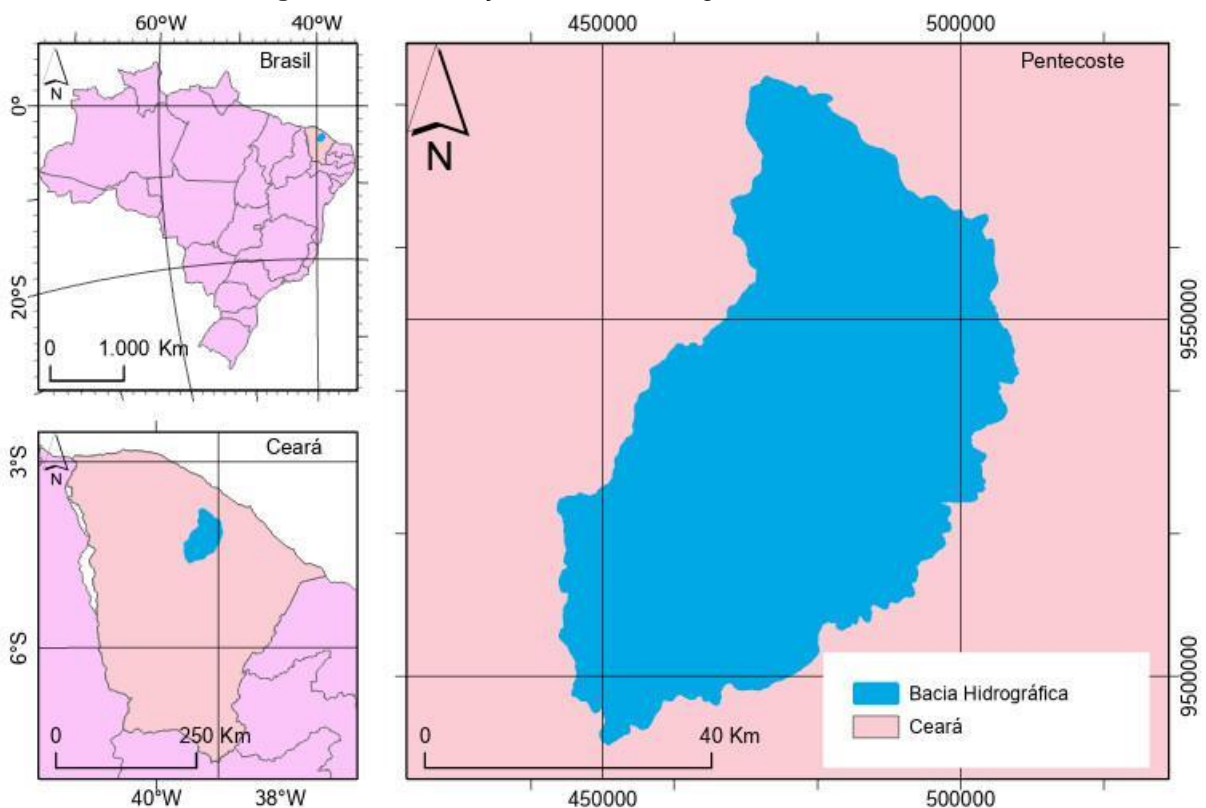 60°W 40°W
Brasil
N
0°
20°S
0 1.000 Km
Ceará
N
3°S
6°S
0 250 Km
40°W 38°W
450000 500000
Pentecoste
N
9550000
9500000
Bacia Hidrográfica
Ceará
0 40 Km
450000 500000